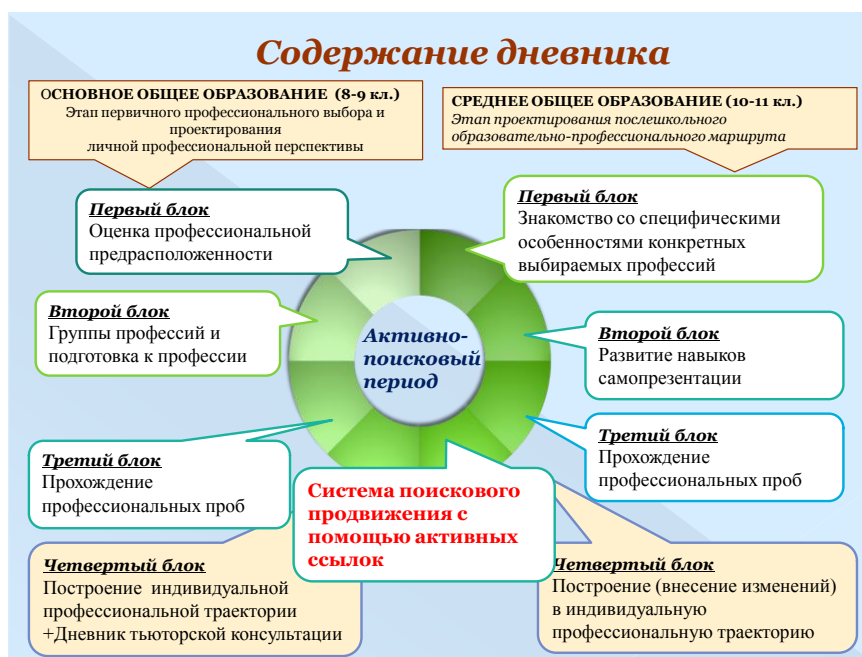 Содержание дневника
ОСНОВНОЕ ОБЩЕЕ ОБРАЗОВАНИЕ (8-9 кл.)
Этап первичного профессионального выбора и
проектирования
личной профессиональной перспективы
СРЕДНЕЕ ОБЩЕЕ ОБРАЗОВАНИЕ (10-11 кл.)
Этап проектирования послешкольного
образовательно-профессионального маршрута
Первый блок
Оценка профессиональной
предрасположенности
Первый блок
Знакомство со специфическими
особенностями конкретных
выбираемых профессий
Второй блок
Группы профессий и
подготовка к профессии
Активно-
поисковый
период
Второй блок
Развитие навыков
самопрезентации
Третий блок
Прохождение
профессиональных проб
Третий блок
Прохождение
профессиональных проб
Система поискового
продвижения с
помощью активных
ссылок
Четвертый блок
Построение индивидуальной
профессиональной траектории
+Дневник тьюторской консультации
Четвертый блок
Построение (внесение изменений)
в индивидуальную
профессиональную траекторию